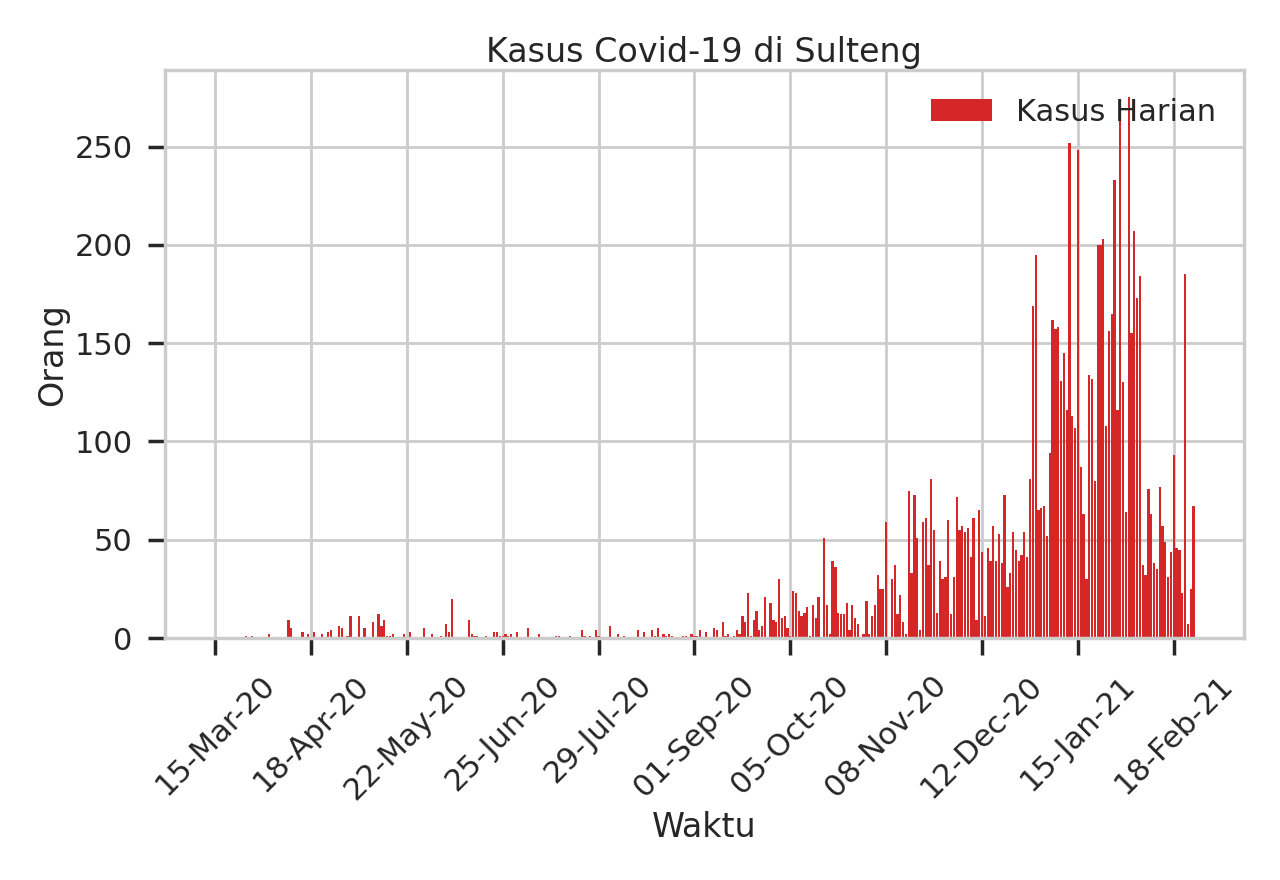 Kasus Covid-19 di Sulteng
Kasus Harian
250
200
150
100
50
0
Orang
15-Mar-20
18-Apr-20
22-May-20
25-Jun-20
29-Jul-20
01-Sep-20
05-Oct-20
08-Nov-20
12-Dec-20
15-Jan-21
18-Feb-21
Waktu